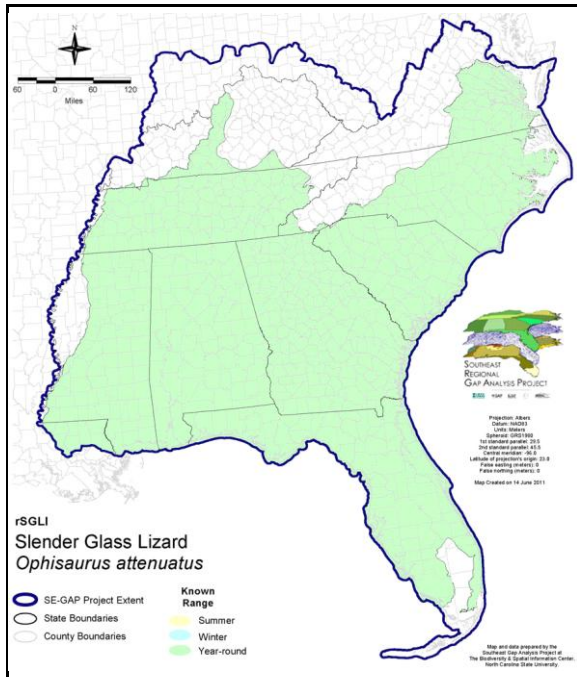 N
60 0 60 120
Miles
SOUTHEAST
REGIONAL
GAP ANALYSIS PROJECT
Projection: Albers
Datum: NAD83
Units: Meters
Spheroid: GRS1980
1st standard parallel: 29.5
2nd standard parallel: 45.5
Central meridian: -96.0
Latitude of projection's origin: 23.0
False easting (meters): 0
False northing (meters): 0
Map Created on 14 June 2011
rSGLI
Slender Glass Lizard
Ophisaurus attenuatus
SE-GAP Project Extent
State Boundaries
County Boundaries
Known
Range
Summer
Winter
Year-round
Map and data prepared by the
Southeast Gap Analysis Project at
The Biodiversity & Spatial Information Center,
North Carolina State University.